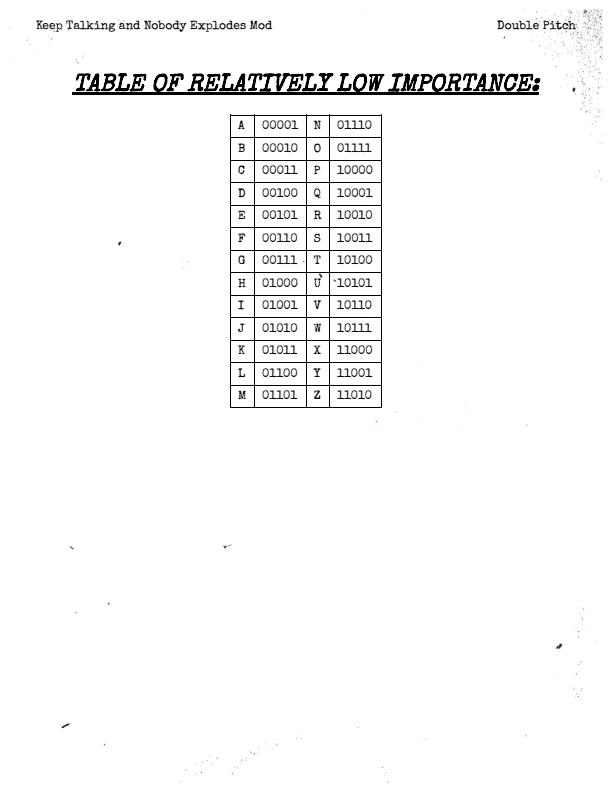 Keep Talking and Nobody Explodes Mod Double Pitch
TABLE OF RELATIVELY LOW IMPORTANCE:
A 00001 N 01110
B 00010 O 01111
C 00011 P 10000
D 00100 Q 10001
E 00101 R 10010
F 00110 S 10011
G 00111 T 10100
H 01000 U 10101
I 01001 V 10110
J 01010 W 10111
K 01011 X 11000
L 01100 Y 11001
M 01101 Z 11010